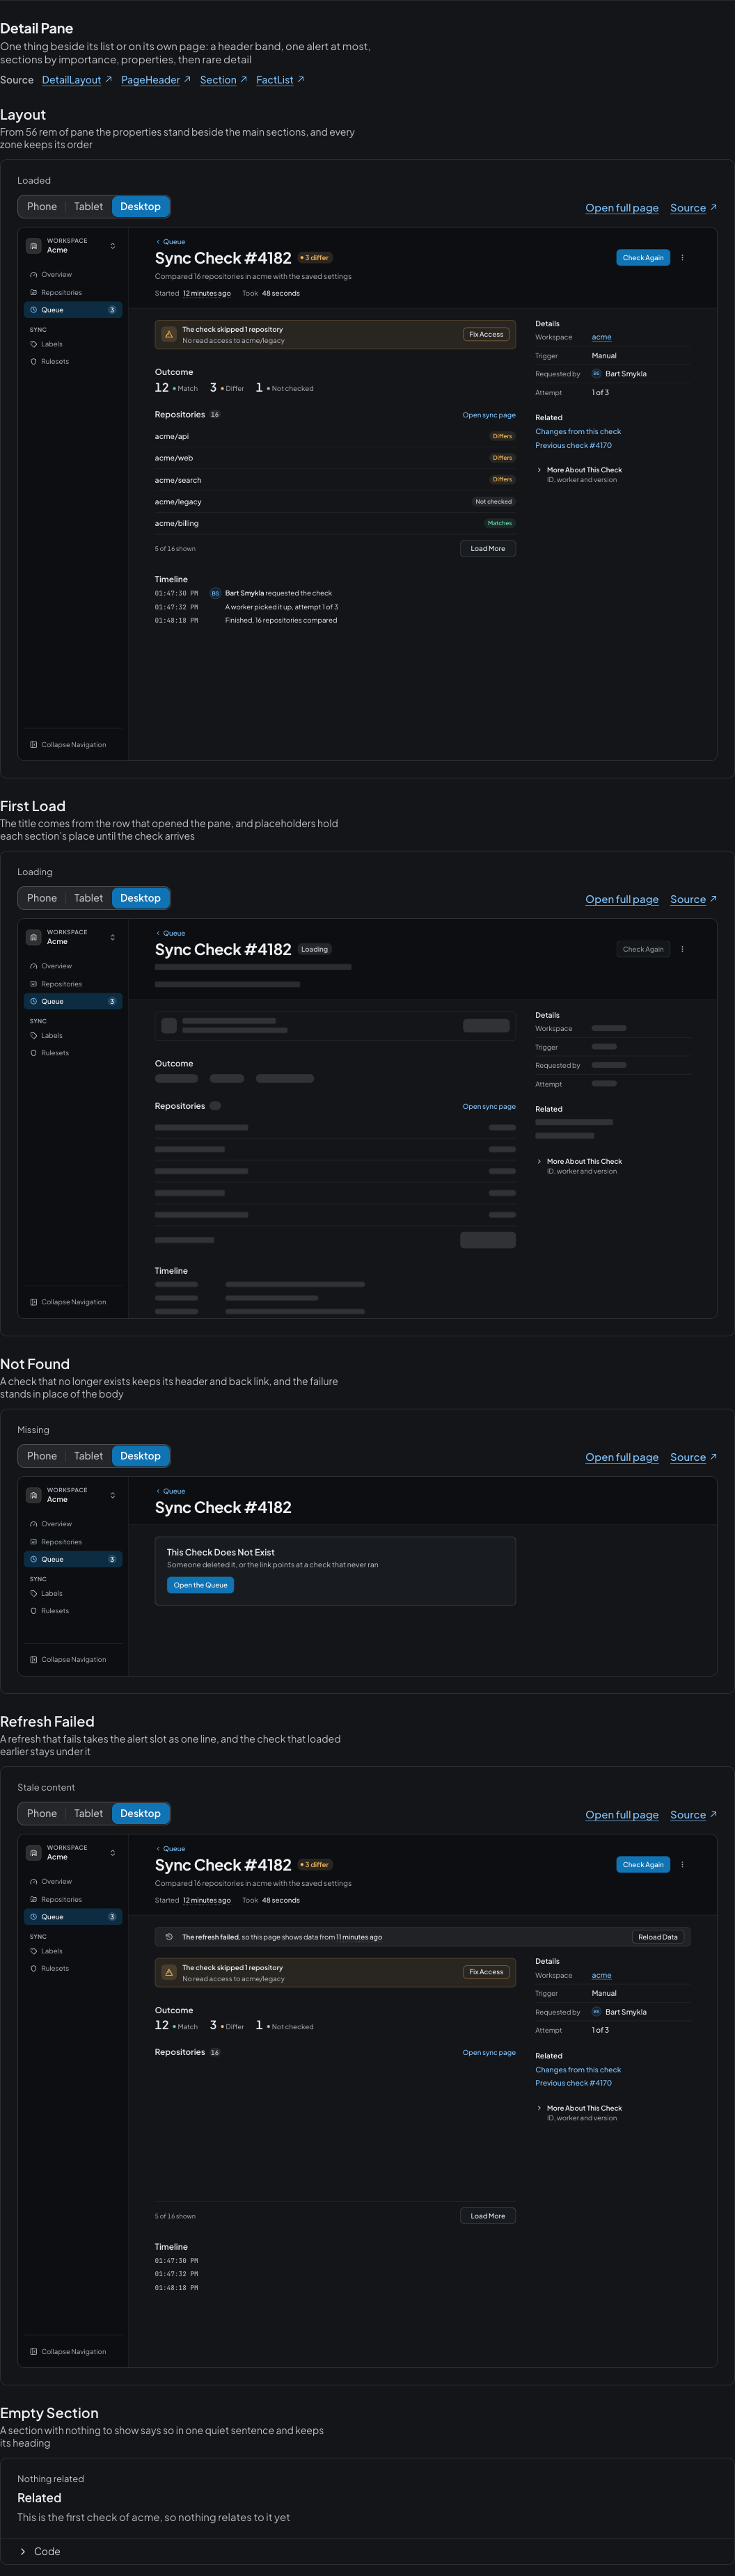 Detail Pane
One thing beside its list or on its own page: a header band, one alert at most,
sections by importance, properties, then rare detail
Source DetailLayout ↗ PageHeader ↗ Section ↗ FactList ↗
Layout
From 56 rem of pane the properties stand beside the main sections, and every
zone keeps its order
Loaded
Phone Tablet Desktop
Open full page Source ↗
WORKSPACE
Acme
Overview
Repositories
Queue 3
SYNC
Labels
Rulesets
Collapse Navigation
Queue
Sync Check #4182 3 differ
Check Again
Compared 16 repositories in acme with the saved settings
Started 12 minutes ago Took 48 seconds
The check skipped 1 repository
No read access to acme/legacy
Fix Access
Outcome
12 Match 3 Differ 1 Not checked
Repositories 16
Open sync page
acme/api Differs
acme/web Differs
acme/search Differs
acme/legacy Not checked
acme/billing Matches
5 of 16 shown
Load More
Timeline
01:47:30 PM BS Bart Smykla requested the check
01:47:32 PM A worker picked it up, attempt 1 of 3
01:48:18 PM Finished, 16 repositories compared
Details
Workspace acme
Trigger Manual
Requested by BS Bart Smykla
Attempt 1 of 3
Related
Changes from this check
Previous check #4170
More About This Check
ID, worker and version
First Load
The title comes from the row that opened the pane, and placeholders hold
each section's place until the check arrives
Loading
Phone Tablet Desktop
Open full page Source ↗
WORKSPACE
Acme
Overview
Repositories
Queue 3
SYNC
Labels
Rulesets
Collapse Navigation
Queue
Sync Check #4182 Loading
Check Again
Outcome
Repositories
Open sync page
Timeline
Details
Workspace
Trigger
Requested by
Attempt
Related
More About This Check
ID, worker and version
Not Found
A check that no longer exists keeps its header and back link, and the failure
stands in place of the body
Missing
Phone Tablet Desktop
Open full page Source ↗
WORKSPACE
Acme
Overview
Repositories
Queue 3
SYNC
Labels
Rulesets
Collapse Navigation
Queue
Sync Check #4182
This Check Does Not Exist
Someone deleted it, or the link points at a check that never ran
Open the Queue
Refresh Failed
A refresh that fails takes the alert slot as one line, and the check that loaded
earlier stays under it
Stale content
Phone Tablet Desktop
Open full page Source ↗
WORKSPACE
Acme
Overview
Repositories
Queue 3
SYNC
Labels
Rulesets
Collapse Navigation
Queue
Sync Check #4182 3 differ
Check Again
Compared 16 repositories in acme with the saved settings
Started 12 minutes ago Took 48 seconds
The refresh failed, so this page shows data from 11 minutes ago
Reload Data
The check skipped 1 repository
No read access to acme/legacy
Fix Access
Outcome
12 Match 3 Differ 1 Not checked
Repositories 16
Open sync page
5 of 16 shown
Load More
Timeline
01:47:30 PM
01:47:32 PM
01:48:18 PM
Details
Workspace acme
Trigger Manual
Requested by BS Bart Smykla
Attempt 1 of 3
Related
Changes from this check
Previous check #4170
More About This Check
ID, worker and version
Empty Section
A section with nothing to show says so in one quiet sentence and keeps
its heading
Nothing related
Related
This is the first check of acme, so nothing relates to it yet
Code